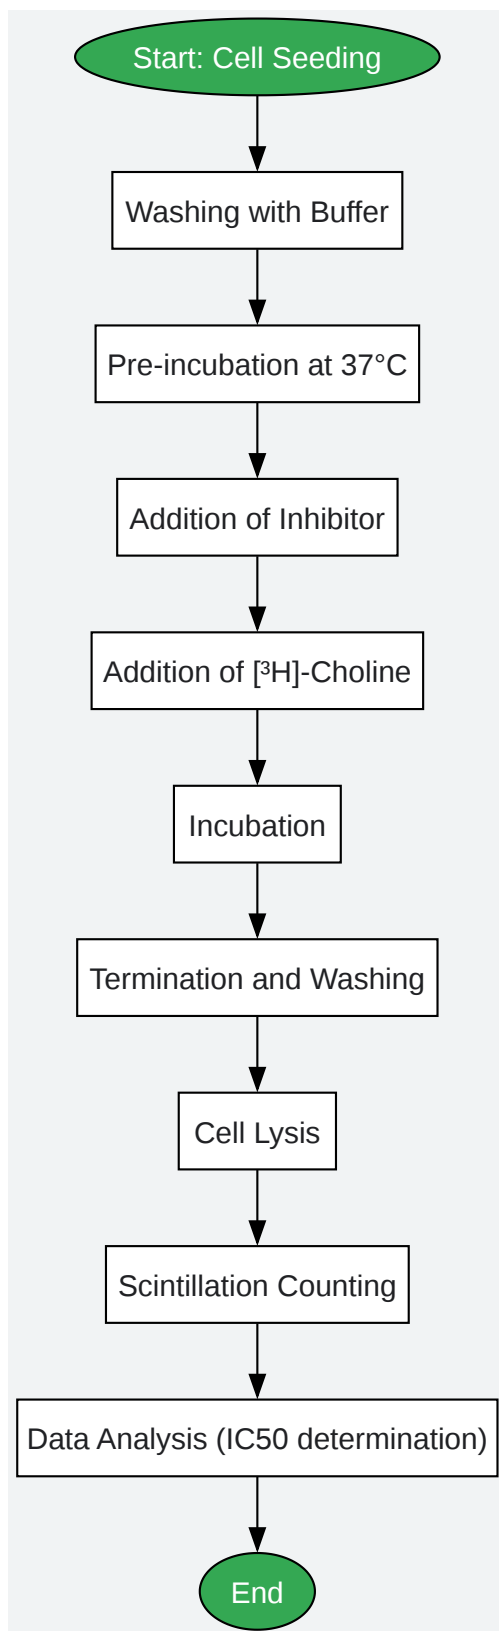 Start: Cell Seeding
Washing with Buffer
Pre-incubation at 37°C
Addition of Inhibitor
Addition of [³H]-Choline
Incubation
Termination and Washing
Cell Lysis
Scintillation Counting
Data Analysis (IC50 determination)
End